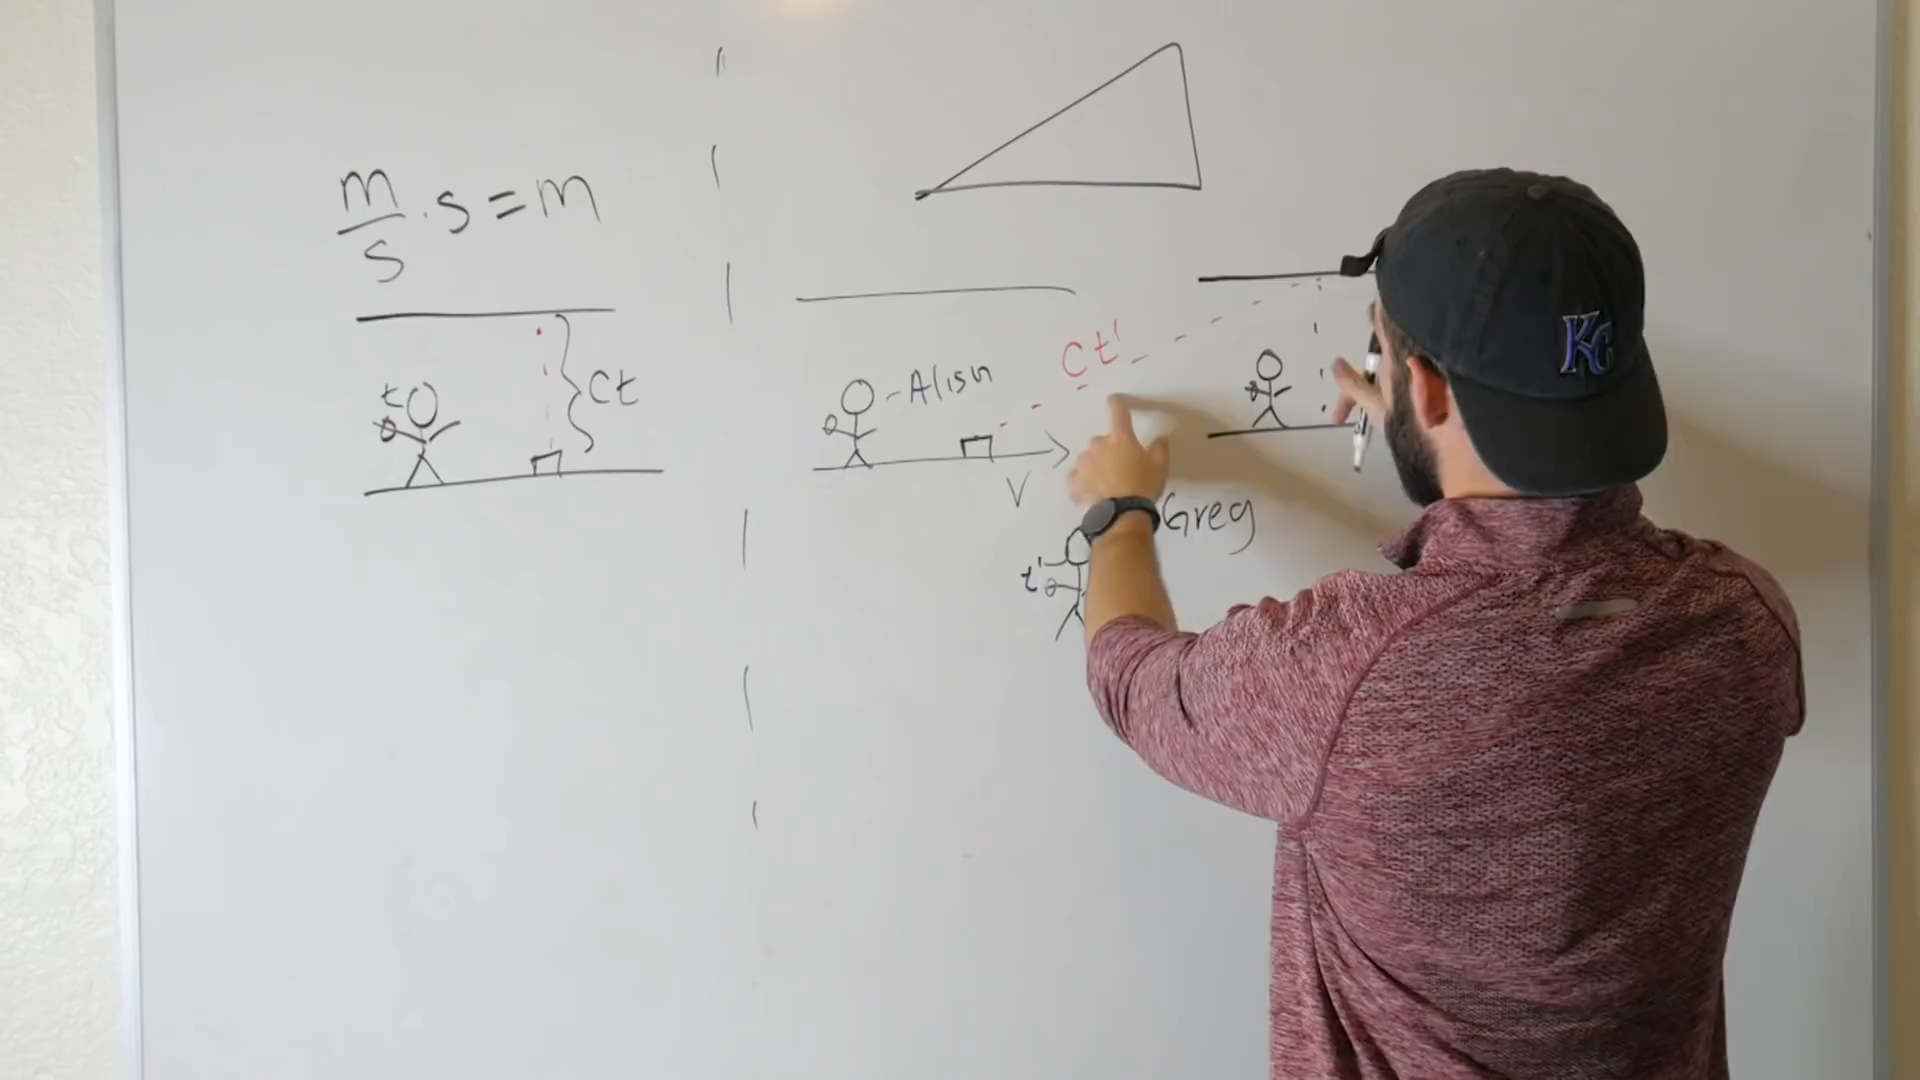 m/s · s = m
t
ct
-Alisn
ct'
V
Greg
t'
KC